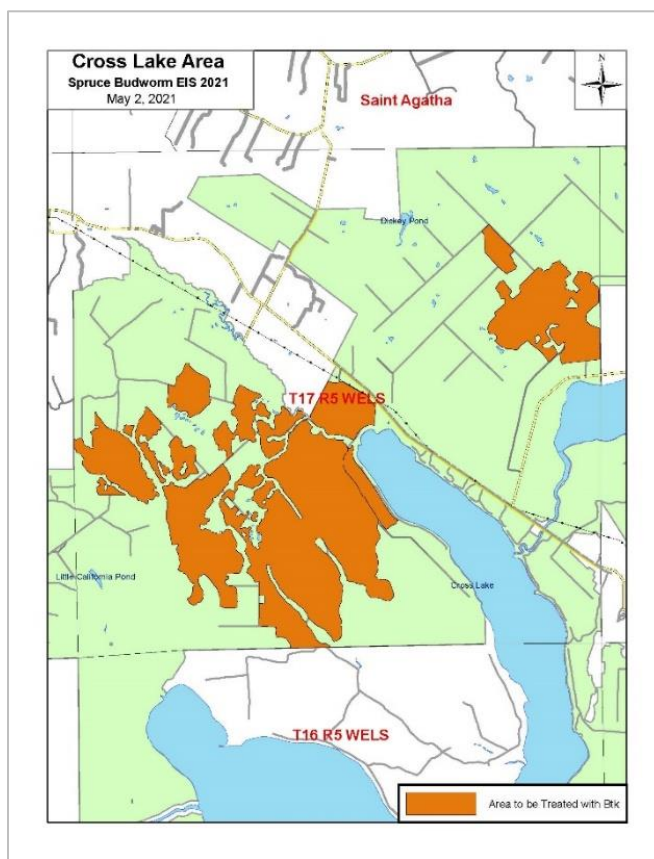 Cross Lake Area
Spruce Budworm EIS 2021
May 2, 2021
N
Saint Agatha
Dickey Pond
T17 R5 WELS
Little California Pond
Cross Lake
T16 R5 WELS
Area to be Treated with Btk